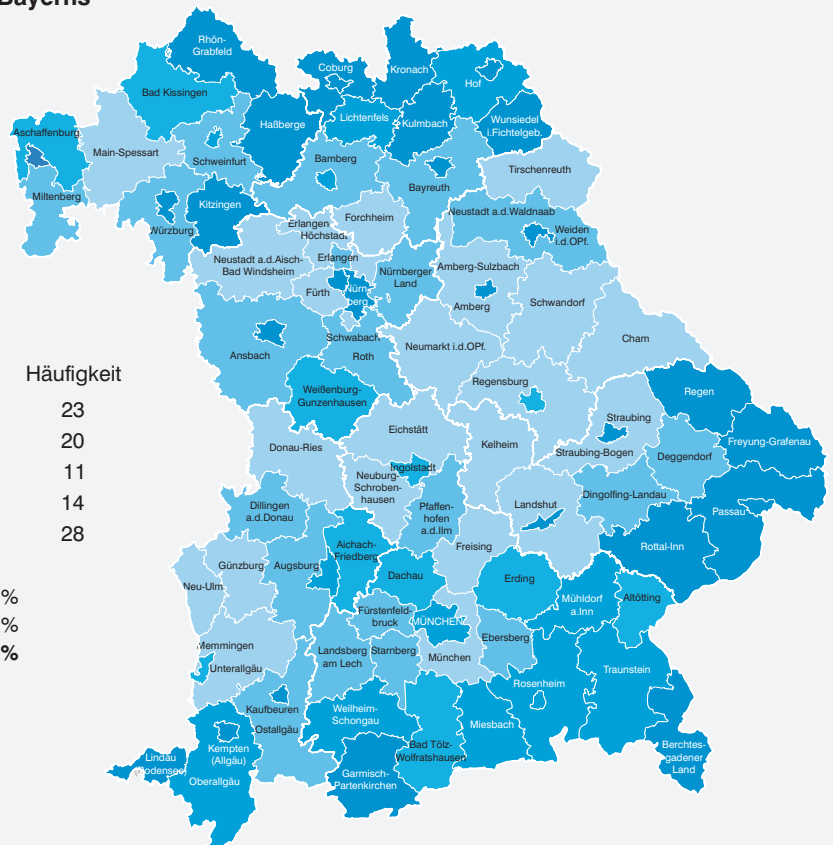 Bayerns
Rhön-
Grabfeld
Coburg
Kronach
Hof
Bad Kissingen
Aschaffenburg
Main-Spessart
Haßberge
Lichtenfels
Kulmbach
Wunsiedel
i.Fichtelgeb.
Schweinfurt
Bamberg
Bayreuth
Tirschenreuth
Miltenberg
Würzburg
Kitzingen
Forchheim
Erlangen
Höchstadt
Neustadt a.d.Waldnaab
Weiden
i.d.OPf.
Neustadt a.d.Aisch-
Bad Windsheim
Erlangen
Fürth
Nürn-
berg
Nürnberger
Land
Amberg-Sulzbach
Amberg
Schwandorf
Ansbach
Schwabach
Roth
Neumarkt i.d.OPf.
Cham
Weißenburg-
Gunzenhausen
Regensburg
Regen
Häufigkeit
23
20
11
14
28
Donau-Ries
Eichstätt
Kelheim
Straubing
Straubing-Bogen
Deggendorf
Freyung-Grafenau
Ingolstadt
Neuburg-
Schroben-
hausen
Pfaffen-
hofen
a.d.Ilm
Landshut
Dingolfing-Landau
Passau
Rottal-Inn
Dillingen
a.d.Donau
Aichach-
Friedberg
Freising
Günzburg
Augsburg
Dachau
Erding
Mühldorf
a.Inn
Altötting
Neu-Ulm
Fürstenfeld-
bruck
MÜNCHEN
Ebersberg
%
%
%
Memmingen
Unterallgäu
Landsberg
am Lech
Starnberg
München
Rosenheim
Traunstein
Kaufbeuren
Ostallgäu
Weilheim-
Schongau
Bad Tölz-
Wolfratshausen
Miesbach
Berchtes-
gadener
Land
Lindau
(Bodensee)
Kempten
(Allgäu)
Oberallgäu
Garmisch-
Partenkirchen